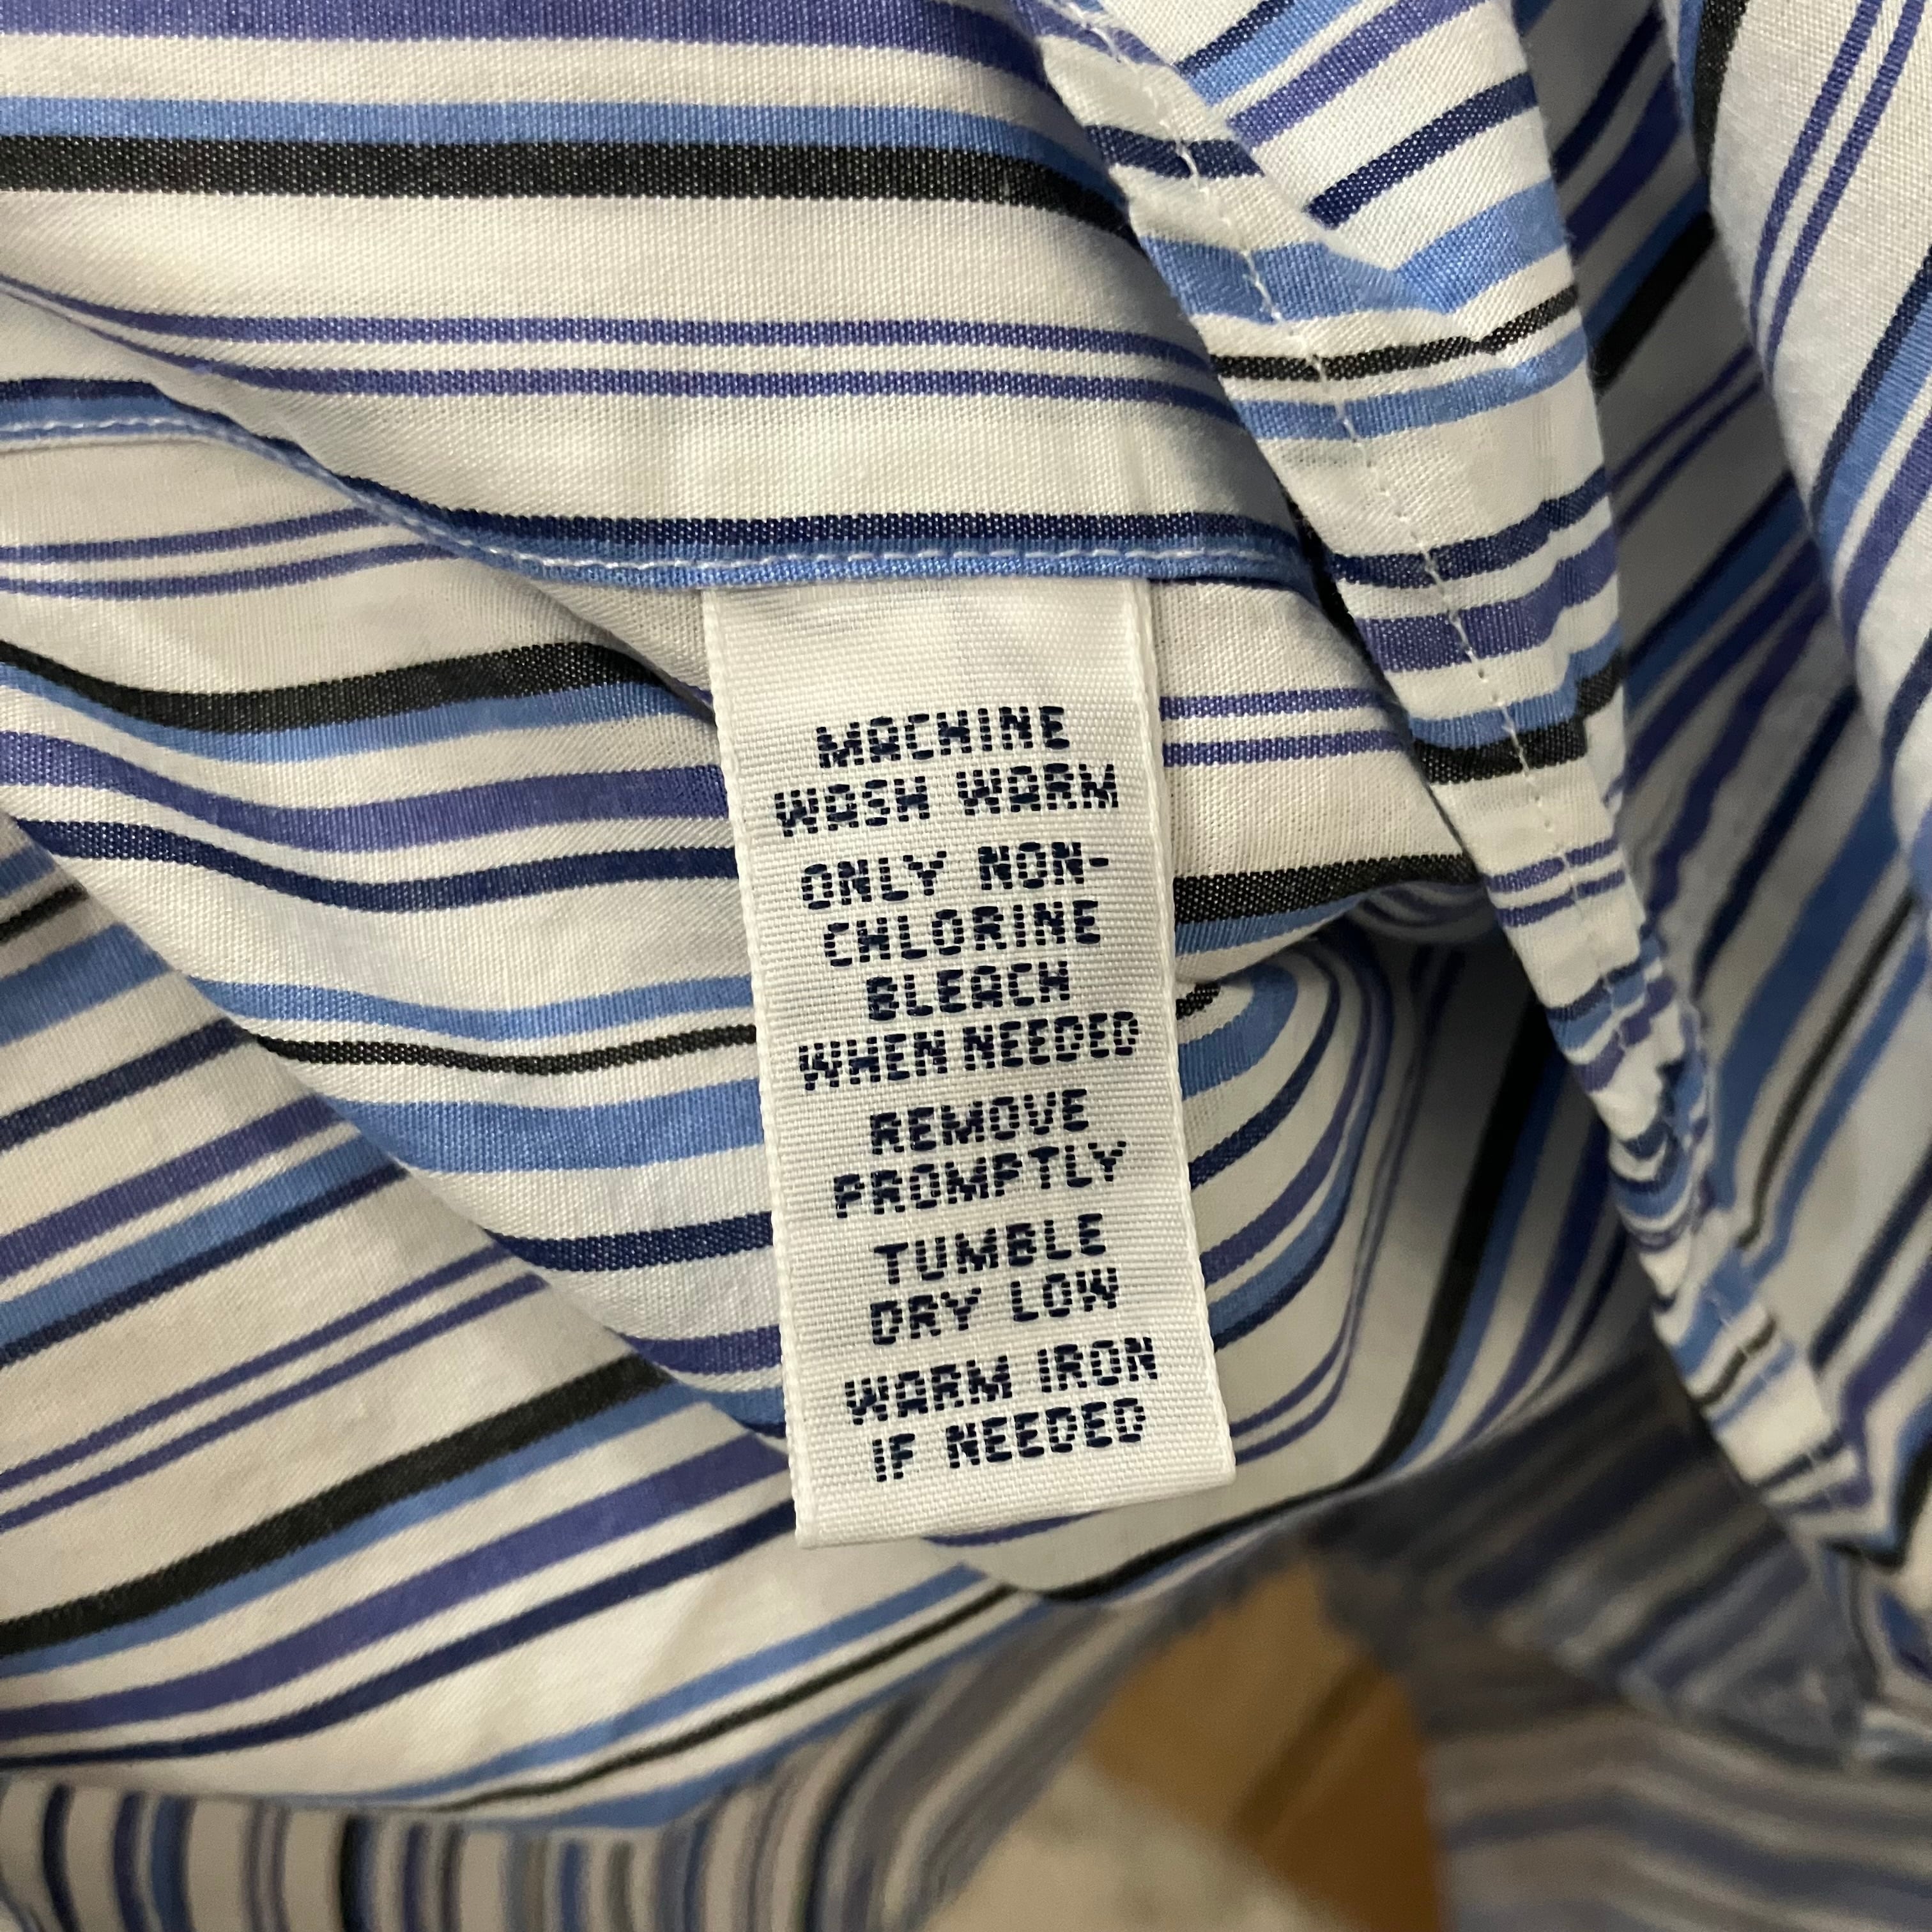 MACHINE
WASH WARM
ONLY NON-
CHLORINE
BLEACH
WHEN NEEDED
REMOVE
PROMPTLY
TUMBLE
DRY LOW
WARM IRON
IF NEEDED